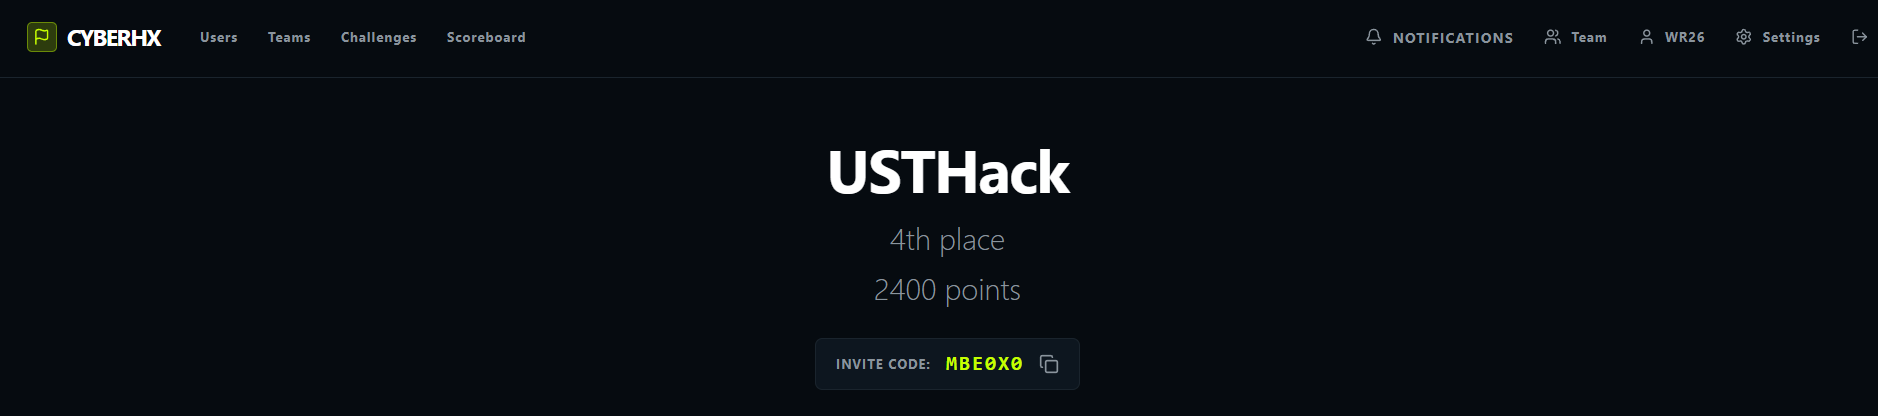 CYBERHX Users Teams Challenges Scoreboard NOTIFICATIONS Team WR26 Settings
USTHack
4th place
2400 points
INVITE CODE: MBE0X0